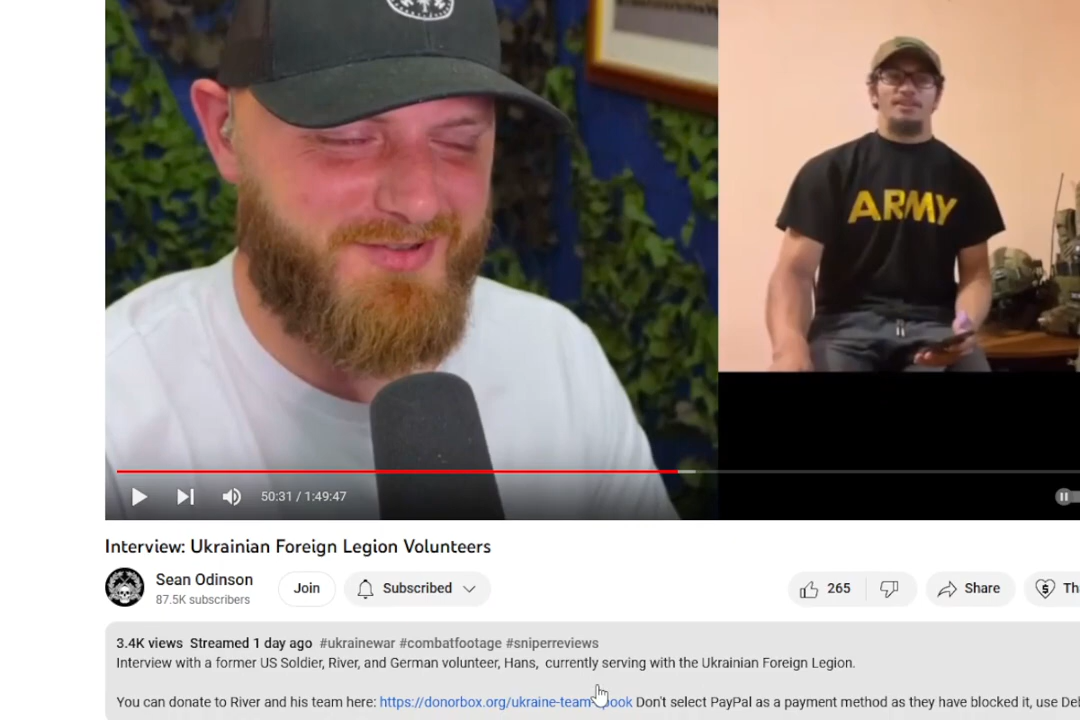 ARMY
50:31 / 1:49:47
Interview: Ukrainian Foreign Legion Volunteers
Sean Odinson
87.5K subscribers
Join
Subscribed
265
Share
Th
3.4K views Streamed 1 day ago #ukrainewar #combatfootage #sniperreviews
Interview with a former US Soldier, River, and German volunteer, Hans, currently serving with the Ukrainian Foreign Legion.
You can donate to River and his team here: https://donorbox.org/ukraine-team- ook Don't select PayPal as a payment method as they have blocked it, use Del